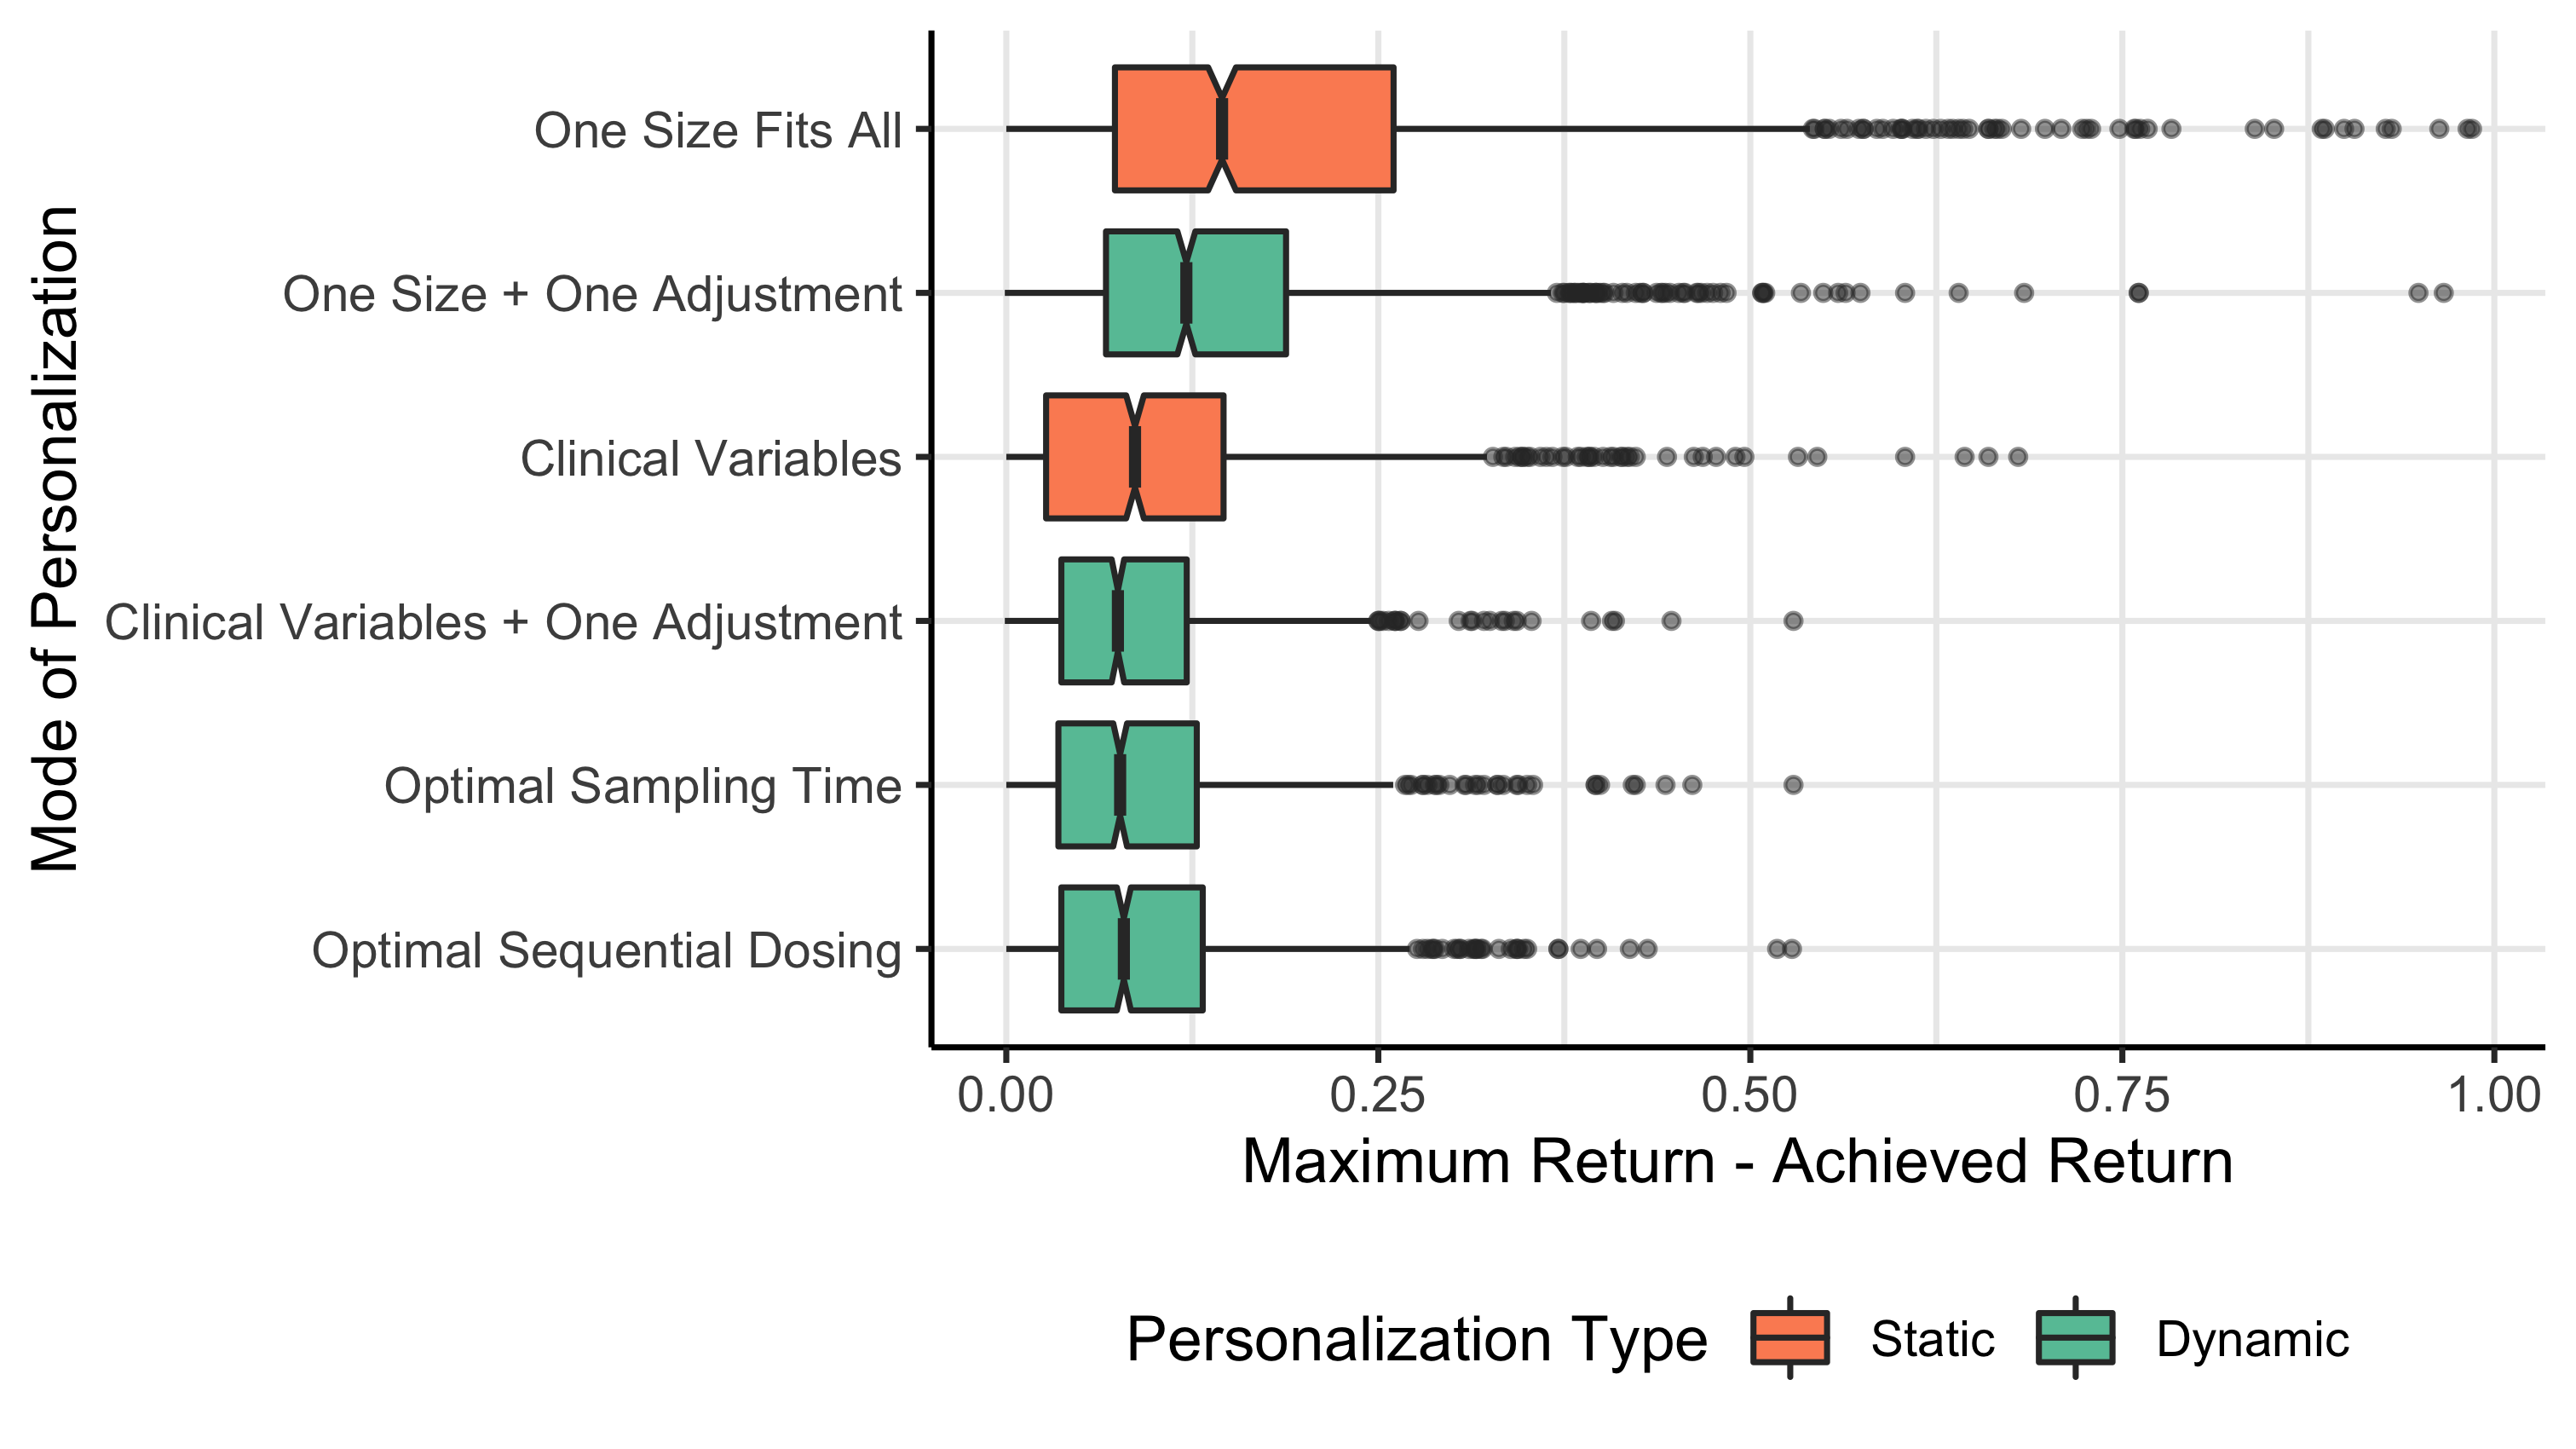 Mode of Personalization
One Size Fits All
One Size + One Adjustment
Clinical Variables
Clinical Variables + One Adjustment
Optimal Sampling Time
Optimal Sequential Dosing
0.00 0.25 0.50 0.75 1.00
Maximum Return - Achieved Return
Personalization Type Static Dynamic